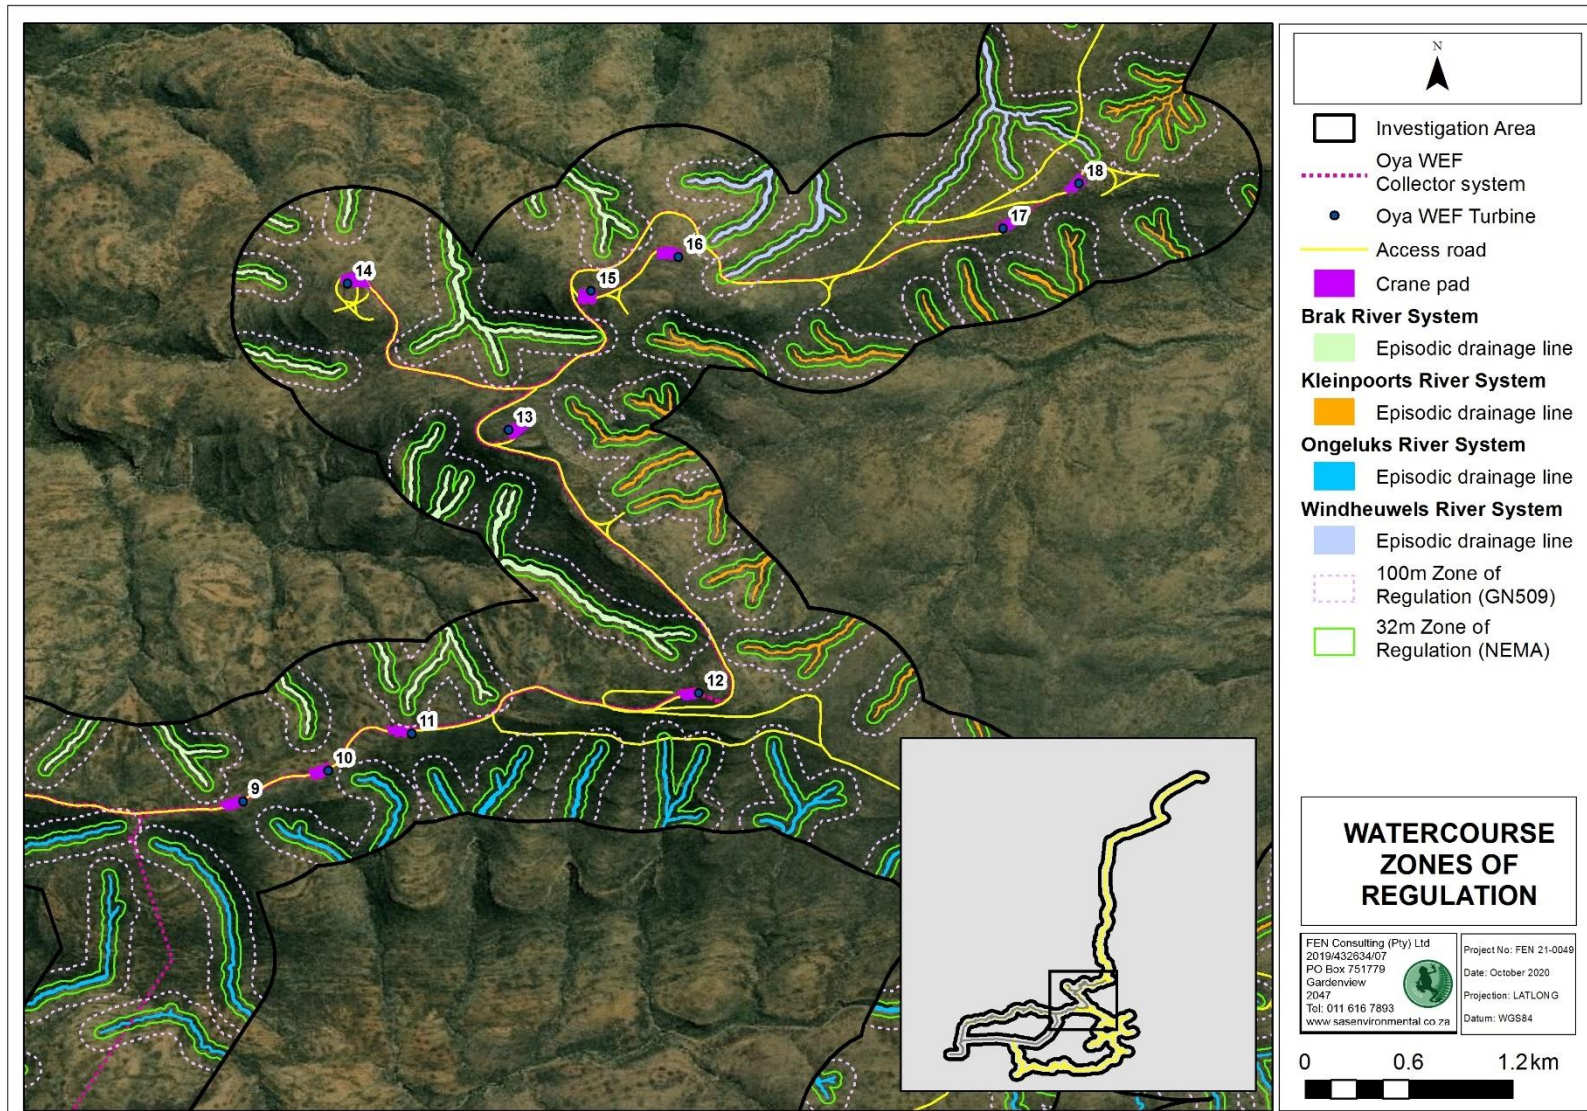 14
15
16
17
18
13
12
11
10
9
N
Investigation Area
Oya WEF
Collector system
Oya WEF Turbine
Access road
Crane pad
Brak River System
Episodic drainage line
Kleinpoorts River System
Episodic drainage line
Ongeluks River System
Episodic drainage line
Windheuwels River System
Episodic drainage line
100m Zone of
Regulation (GN509)
32m Zone of
Regulation (NEMA)
WATERCOURSE
ZONES OF
REGULATION
FEN Consulting (Pty) Ltd
2019/432634/07
PO Box 751779
Gardenview
2047
Tel: 011 616 7893
www.sasenvironmental.co.za
Project No: FEN 21-0049
Date: October 2020
Projection: LATLONG
Datum: WGS84
0 0.6 1.2km